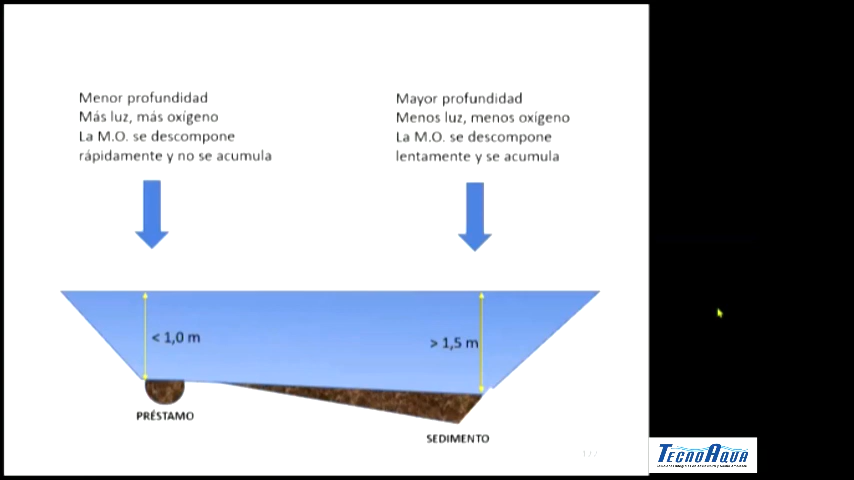 Menor profundidad
Más luz, más oxígeno
La M.O. se descompone
rápidamente y no se acumula
Mayor profundidad
Menos luz, menos oxígeno
La M.O. se descompone
lentamente y se acumula
< 1,0 m
> 1,5 m
PRÉSTAMO
SEDIMENTO
TECNOAQUA